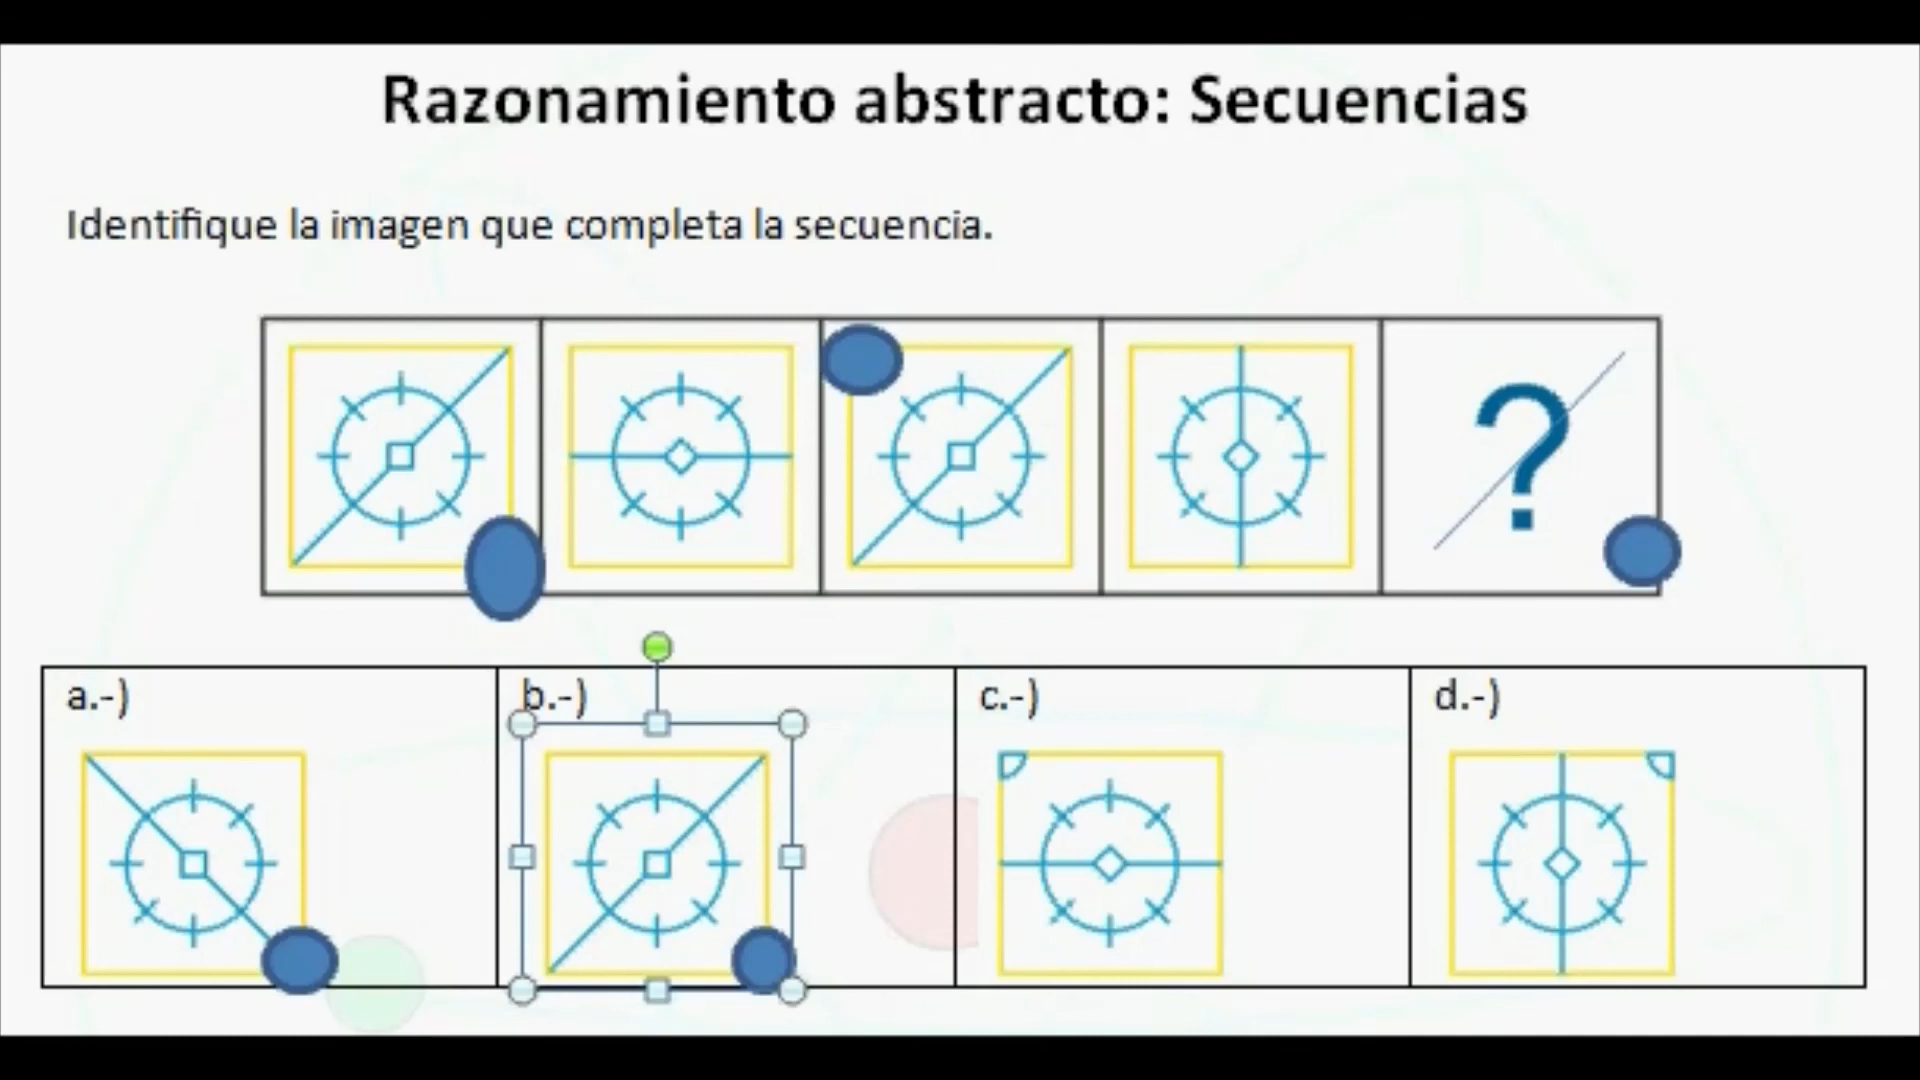 Razonamiento abstracto: Secuencias
Identifique la imagen que completa la secuencia.
?
a.-)
b.-)
c.-)
d.-)